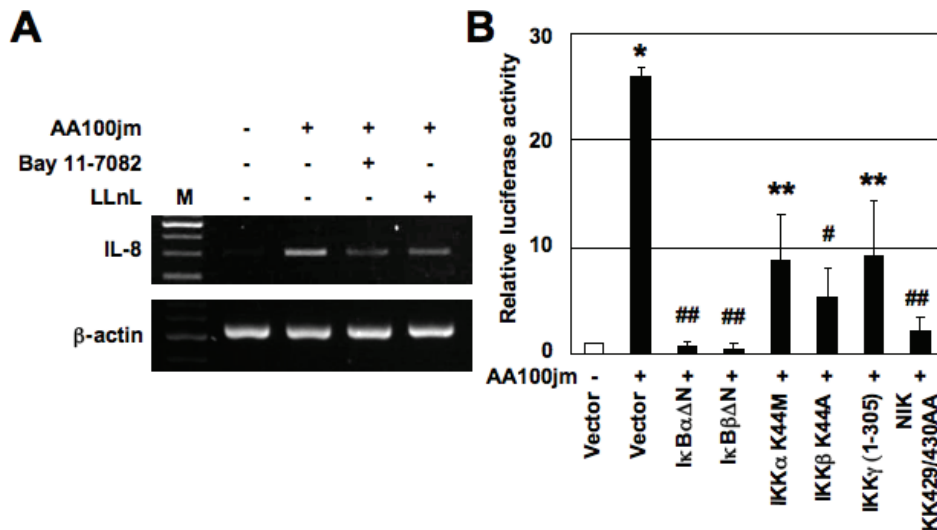 A
AA100jm - + + +
Bay 11-7082 - - + -
LLnL M - - - +
IL-8
β-actin
B
Relative luciferase activity
30
20
10
0
*
##
##
**
#
**
##
AA100jm - + + + + + + +
Vector
Vector
IκBαΔN
IκBβΔN
IKKα K44M
IKKβ K44A
IKKγ (1-305)
NIK
KK429/430AA